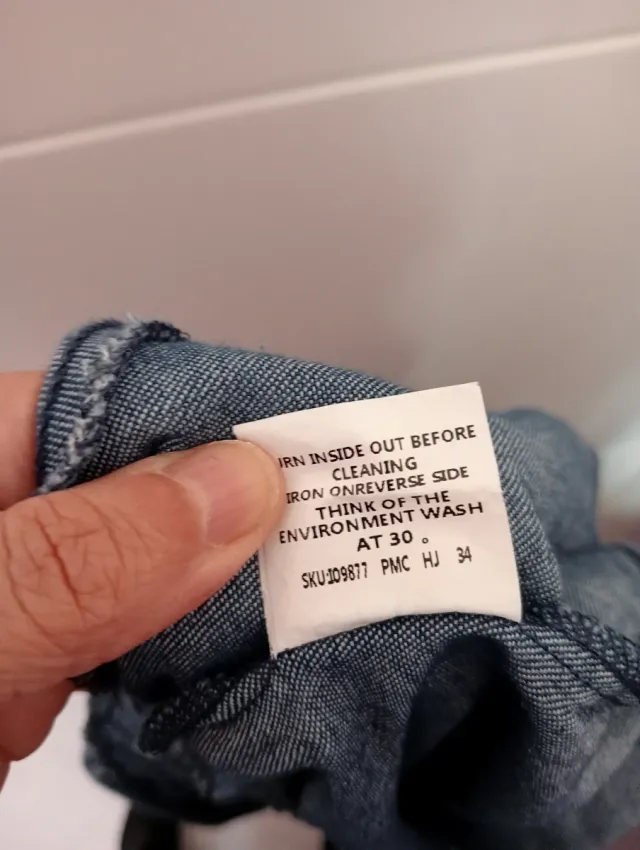 URN INSIDE OUT BEFORE
CLEANING
IRON ONREVERSE SIDE
THINK OF THE
ENVIRONMENT WASH
AT 30 °
SKU:109877 PMC HJ 34